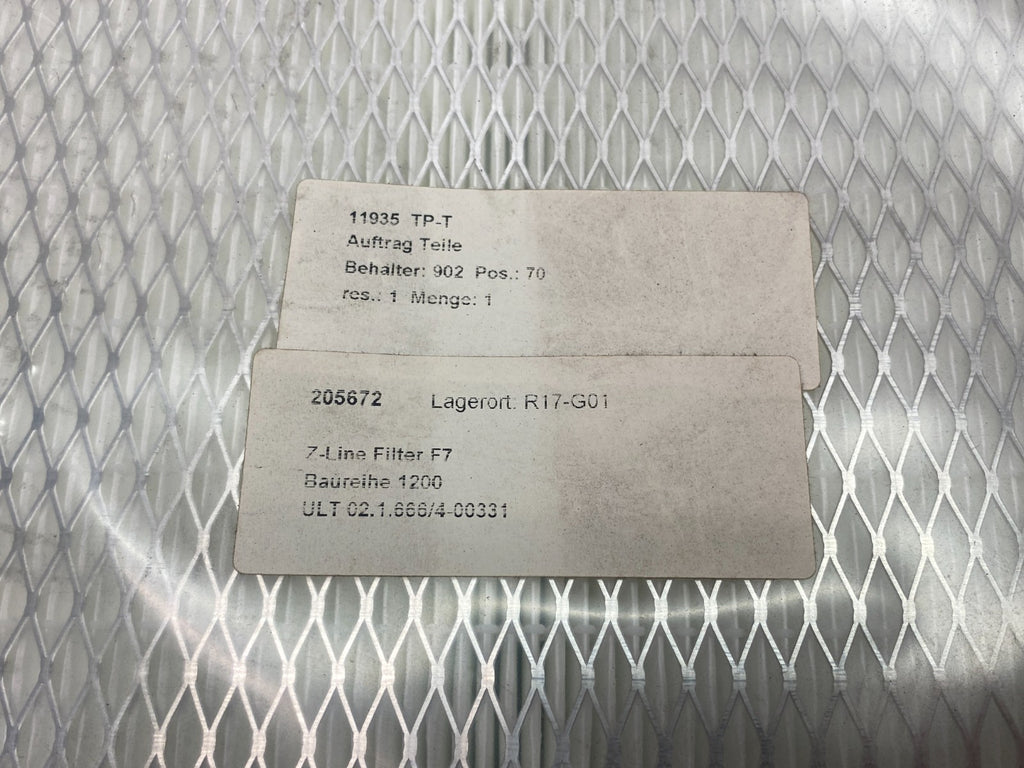 11935 TP-T
Auftrag Teile
Behälter: 902 Pos.: 70
res.: 1 Menge: 1
205672 Lagerort: R17-G01
Z-Line Filter F7
Baureihe 1200
ULT 02.1.666/4-00331